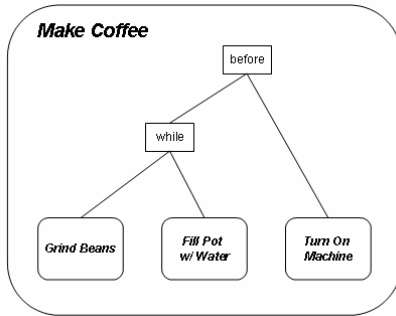 Make Coffee
before
while
Grind Beans
Fill Pot
w/ Water
Turn On
Machine